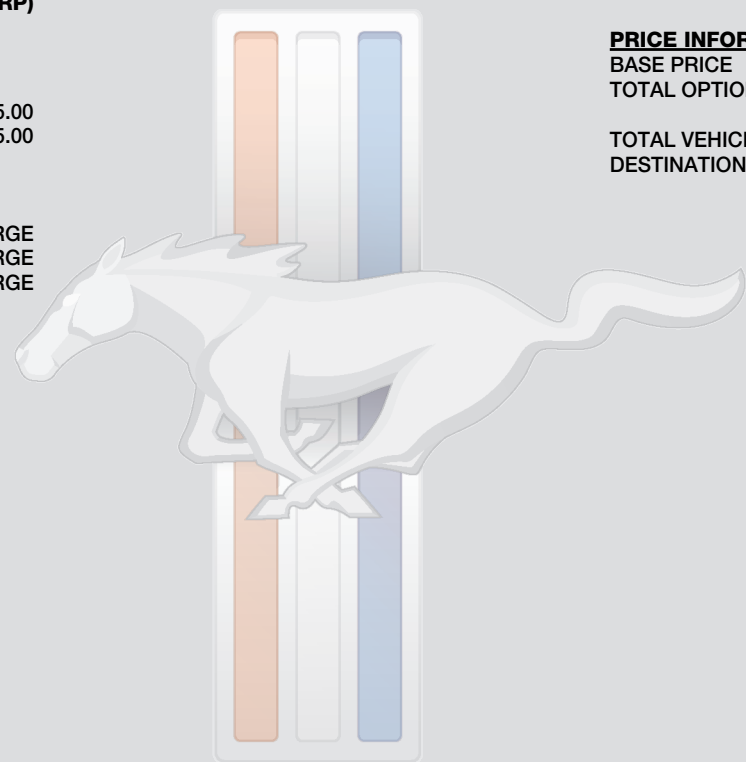 RP)
5.00
5.00
RGE
RGE
RGE
PRICE INFOR
BASE PRICE
TOTAL OPTIO
TOTAL VEHICL
DESTINATION